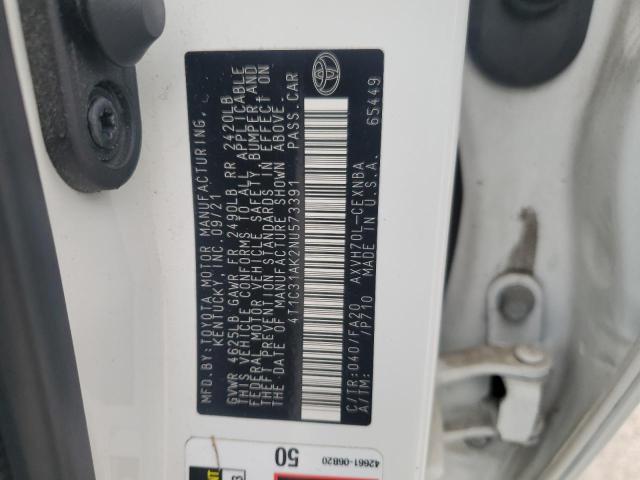 MFD.BY:TOYOTA MOTOR MANUFACTURING,
KENTUCKY,INC.09/21
GVWR 4625LB GAWR FR 2490LB RR 2420LB
THIS VEHICLE CONFORMS TO ALL APPLICABLE
FEDERAL MOTOR VEHICLE SAFETY BUMPER AND
THEFT PREVENTION STANDARDS IN EFFECT ON
THE DATE OF MANUFACTURE SHOWN ABOVE.
4T1C31AK2NU573391 PASS.CAR
C/TR:040/FA20 AXVH70L-CEXNBA
A/TM: /P710 MADE IN U.S.A.
65449
50
42661-06B20